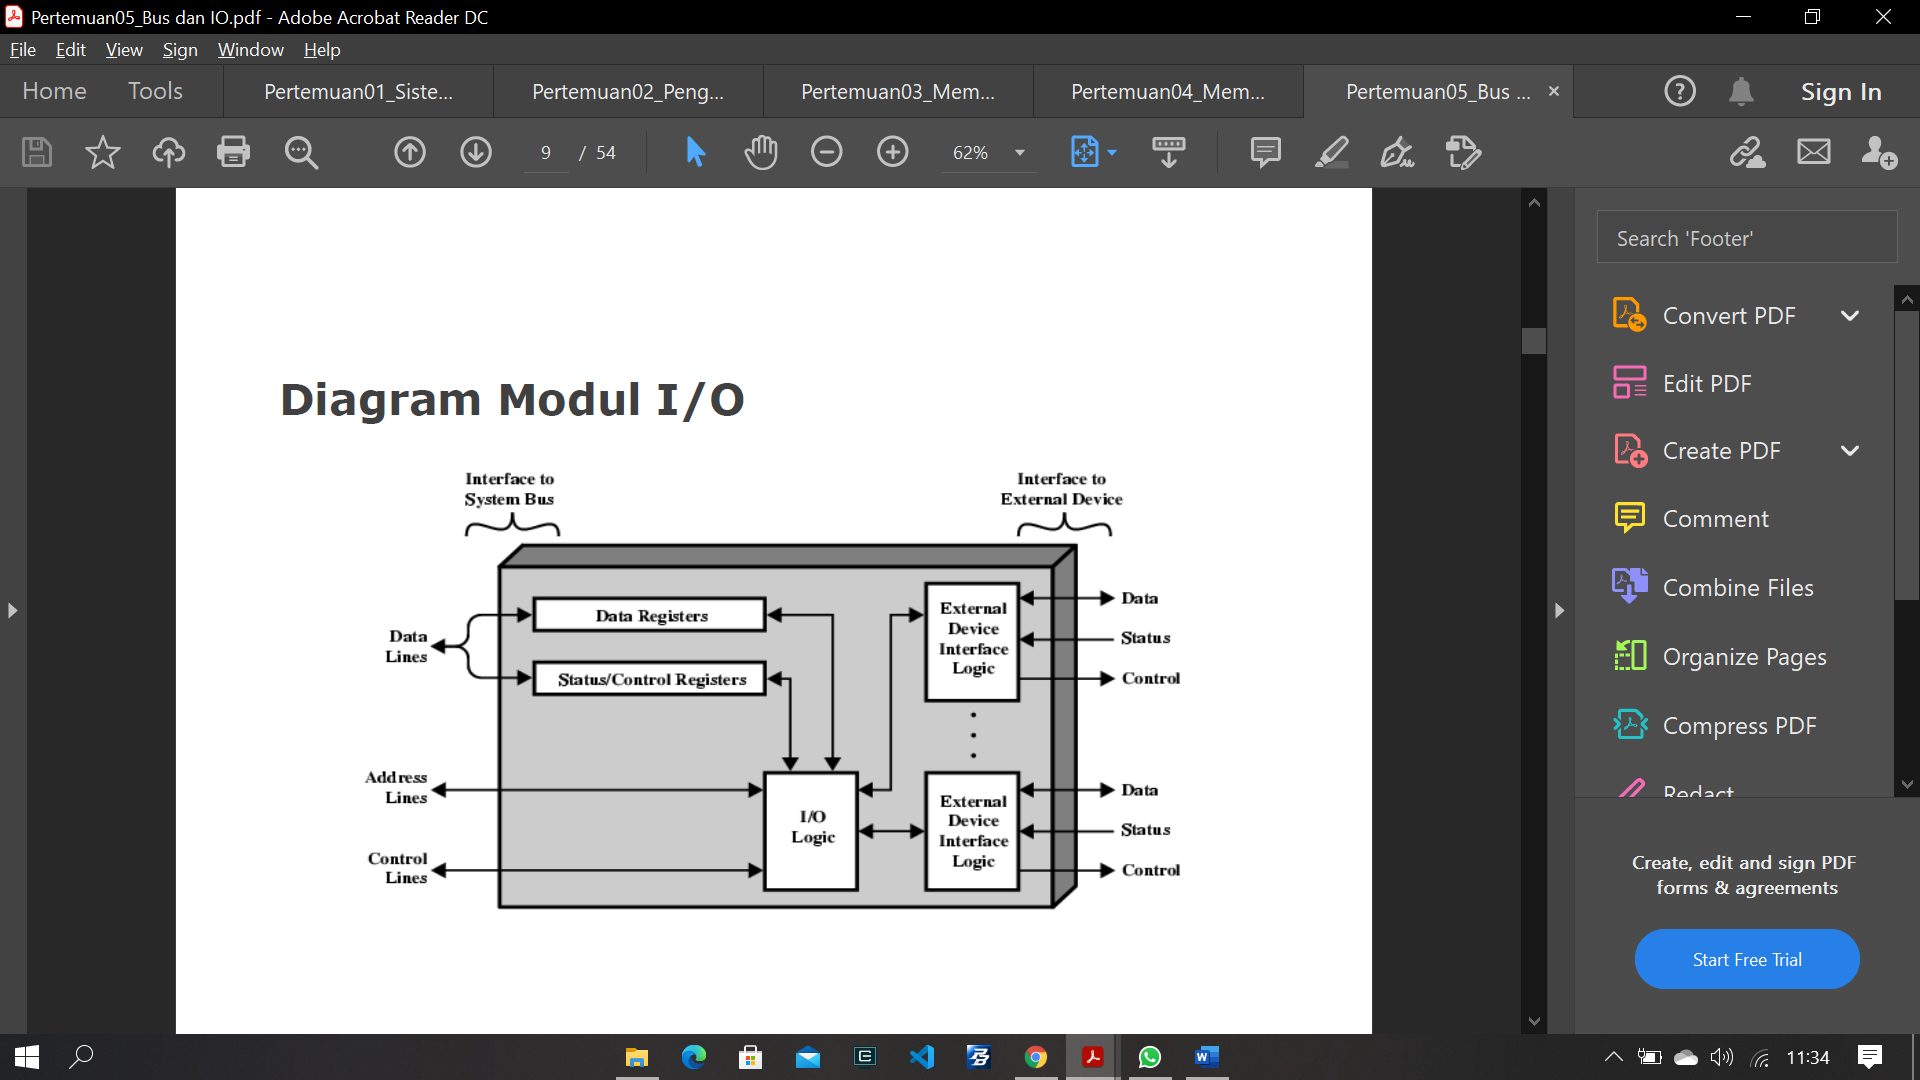 Pertemuan05_Bus dan IO.pdf - Adobe Acrobat Reader DC
File Edit View Sign Window Help
Home Tools Pertemuan01_Siste... Pertemuan02_Peng... Pertemuan03_Mem... Pertemuan04_Mem... Pertemuan05_Bus ... Sign In
9 / 54 62%
Search 'Footer'
Convert PDF
Edit PDF
Create PDF
Comment
Combine Files
Organize Pages
Compress PDF
Redact
Create, edit and sign PDF
forms & agreements
Start Free Trial
Diagram Modul I/O
Interface to
System Bus
Interface to
External Device
Data
Lines
Data Registers
Status/Control Registers
External
Device
Interface
Logic
Data
Status
Control
Address
Lines
Control
Lines
I/O
Logic
External
Device
Interface
Logic
Data
Status
Control
11:34